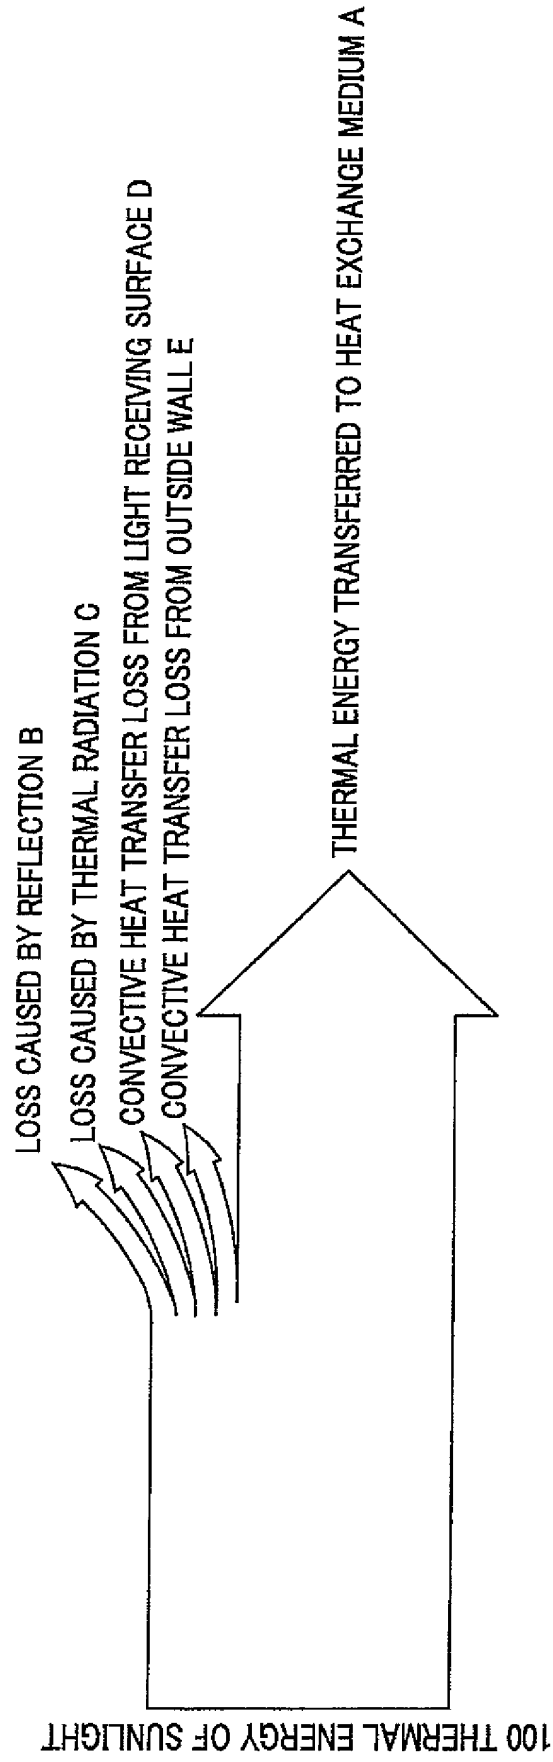 LOSS CAUSED BY REFLECTION B
LOSS CAUSED BY THERMAL RADIATION C
CONVECTIVE HEAT TRANSFER LOSS FROM LIGHT RECEIVING SURFACE D
CONVECTIVE HEAT TRANSFER LOSS FROM OUTSIDE WALL E
THERMAL ENERGY TRANSFERRED TO HEAT EXCHANGE MEDIUM A
100 THERMAL ENERGY OF SUNLIGHT